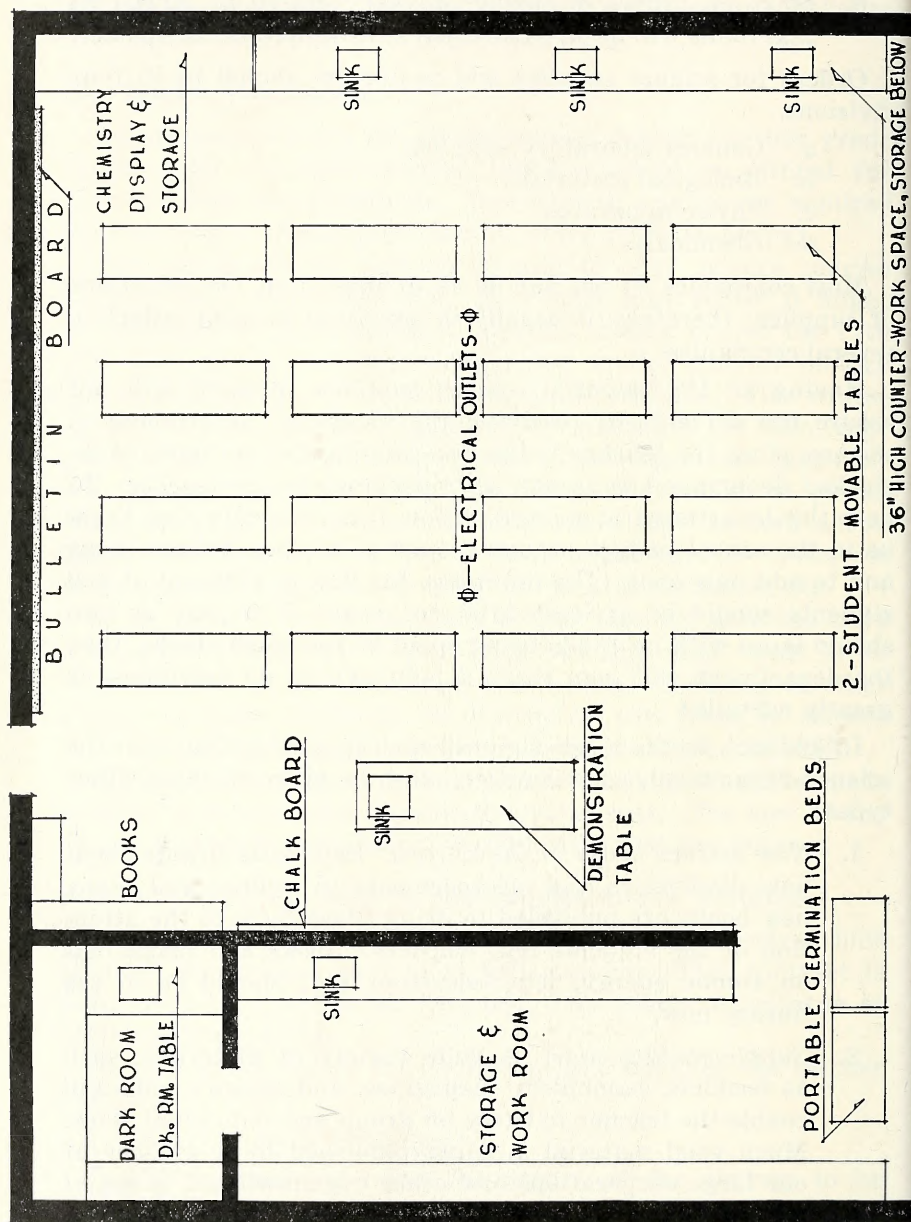 BULLETIN BOARD
CHEMISTRY
DISPLAY &
STORAGE
SINK
SINK
SINK
36" HIGH COUNTER-WORK SPACE, STORAGE BELOW
ϕ--ELECTRICAL OUTLETS-ϕ
2-STUDENT MOVABLE TABLES
BOOKS
CHALK BOARD
SINK
DEMONSTRATION
TABLE
DARK ROOM
DK. RM. TABLE
SINK
STORAGE &
WORK ROOM
PORTABLE GERMINATION BEDS